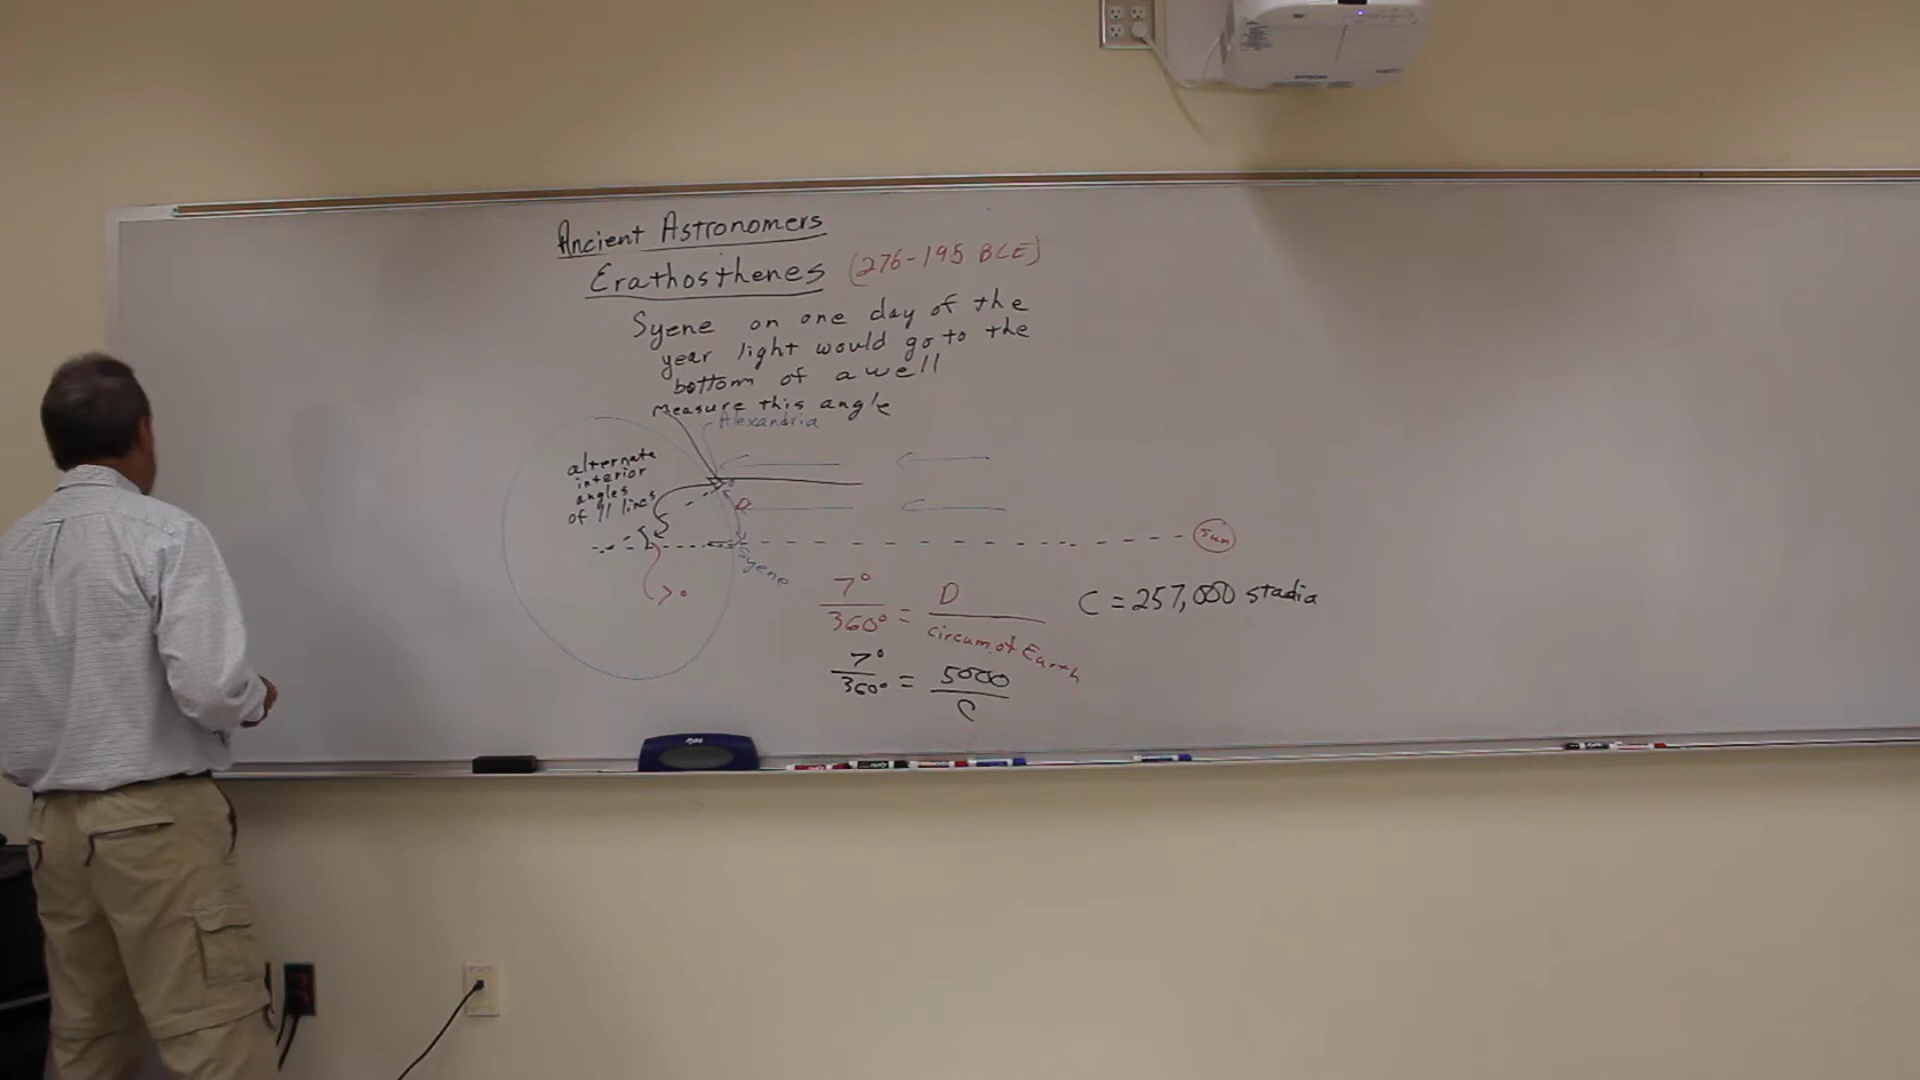 Ancient Astronomers
Erathosthenes (276-195 BCE)
Syene on one day of the
year light would go to the
bottom of a well
Measure this angle
Alexandria
alternate
interior
angles
of // lines
D
Syene
Sun
7°
7°/360° = D/circum. of Earth
C = 257,000 stadia
7°/360° = 5000/C
EPSON